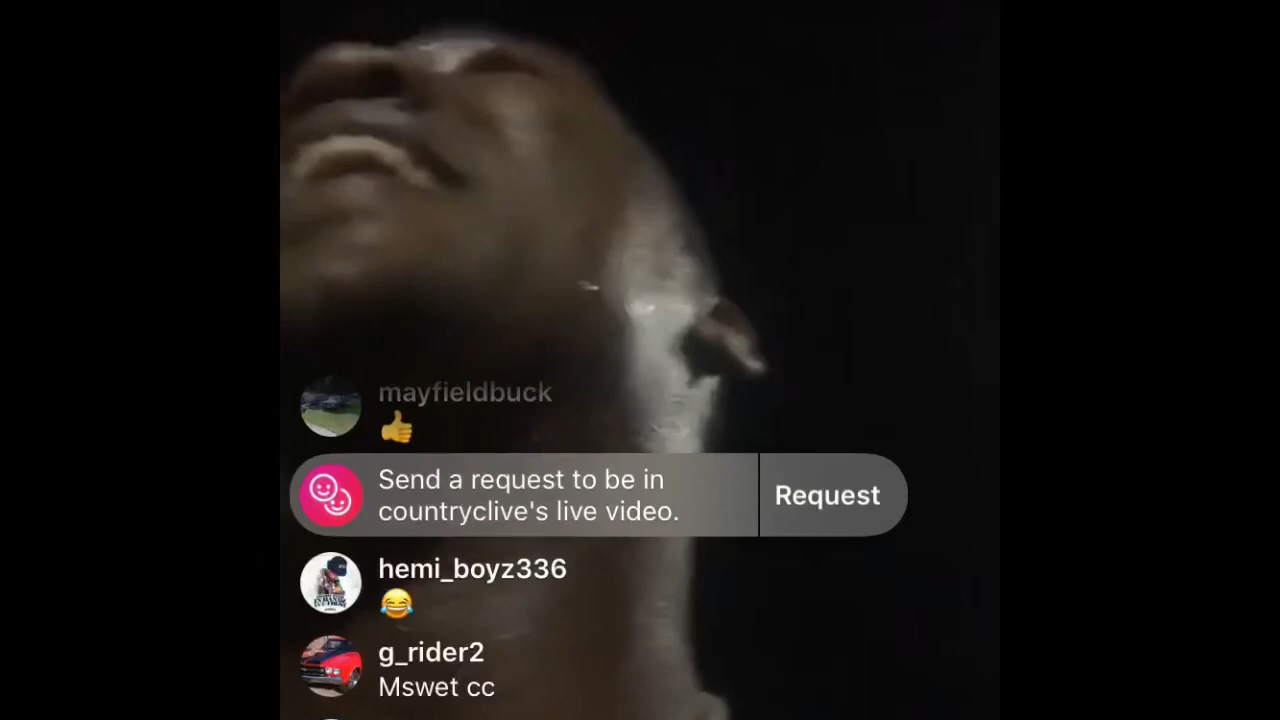 mayfieldbuck
👍
Send a request to be in
countryclive's live video.
Request
hemi_boyz336
😂
g_rider2
Mswet cc